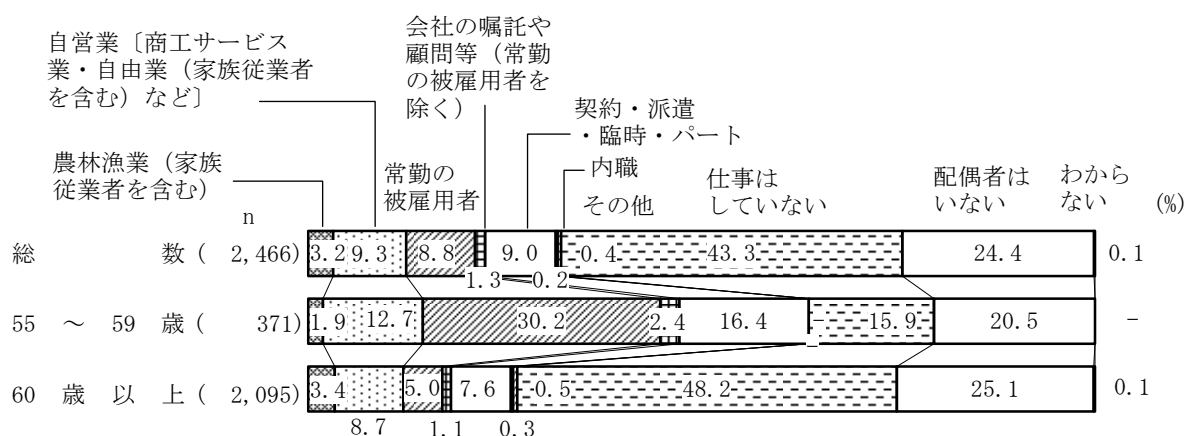 自営業〔商工サービス
業・自由業（家族従業者
を含む）など〕
会社の嘱託や
顧問等（常勤
の被雇用者を
除く）
契約・派遣
・臨時・パート
農林漁業（家族
従業者を含む）
常勤の
被雇用者
内職
その他
仕事は
していない
配偶者は
いない
わから
ない
(%)
n
総　　　　数 ( 2,466) 3.2 9.3 8.8 9.0 0.4 43.3 24.4 0.1
1.3 0.2
55 ～ 59 歳 ( 371) 1.9 12.7 30.2 2.4 16.4 - 15.9 20.5 -
-
60 歳 以 上 ( 2,095) 3.4 5.0 7.6 0.5 48.2 25.1 0.1
8.7 1.1 0.3